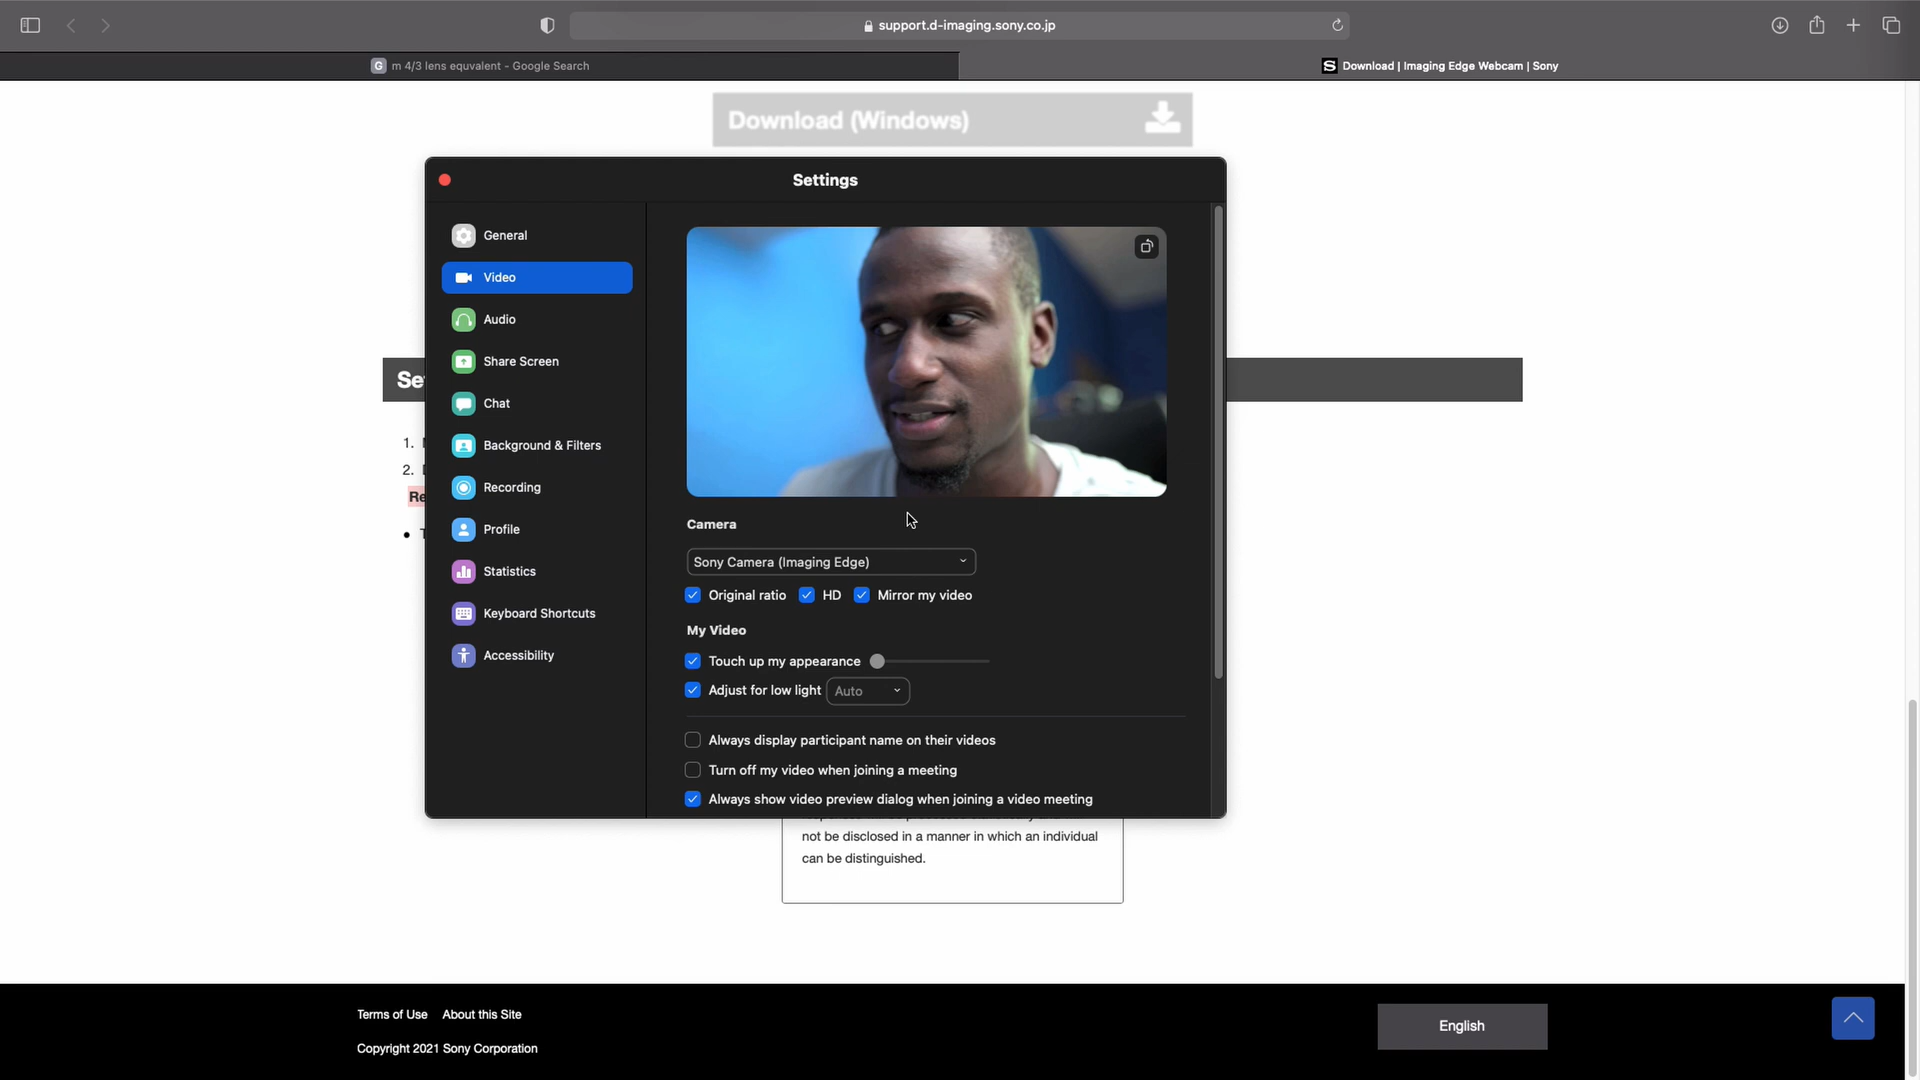 support.d-imaging.sony.co.jp
G m 4/3 lens equvalent - Google Search
S Download | Imaging Edge Webcam | Sony
Download (Windows)
Settings
General
Video
Audio
Share Screen
Chat
Background & Filters
Recording
Profile
Statistics
Keyboard Shortcuts
Accessibility
Camera
Sony Camera (Imaging Edge)
Original ratio HD Mirror my video
My Video
Touch up my appearance
Adjust for low light Auto
Always display participant name on their videos
Turn off my video when joining a meeting
Always show video preview dialog when joining a video meeting
1.
2.
not be disclosed in a manner in which an individual
can be distinguished.
Terms of Use About this Site
English
Copyright 2021 Sony Corporation